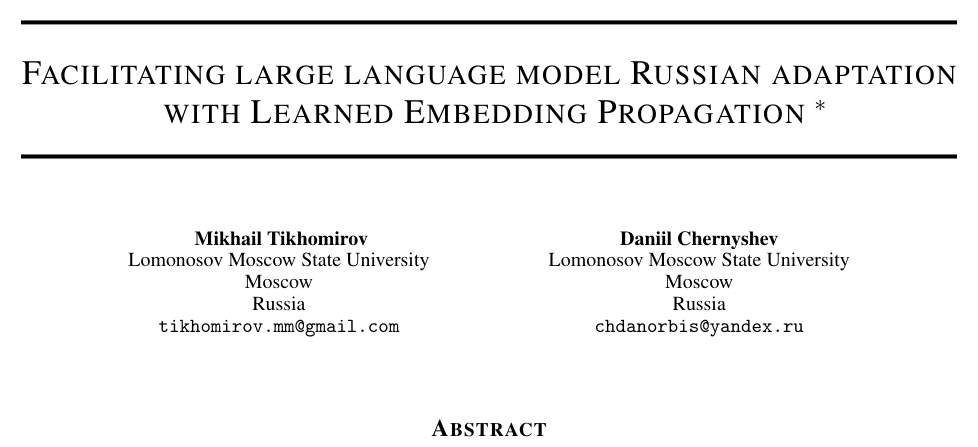 FACILITATING LARGE LANGUAGE MODEL RUSSIAN ADAPTATION
WITH LEARNED EMBEDDING PROPAGATION *
Mikhail Tikhomirov
Lomonosov Moscow State University
Moscow
Russia
tikhomirov.mm@gmail.com
Daniil Chernyshev
Lomonosov Moscow State University
Moscow
Russia
chdanorbis@yandex.ru
ABSTRACT